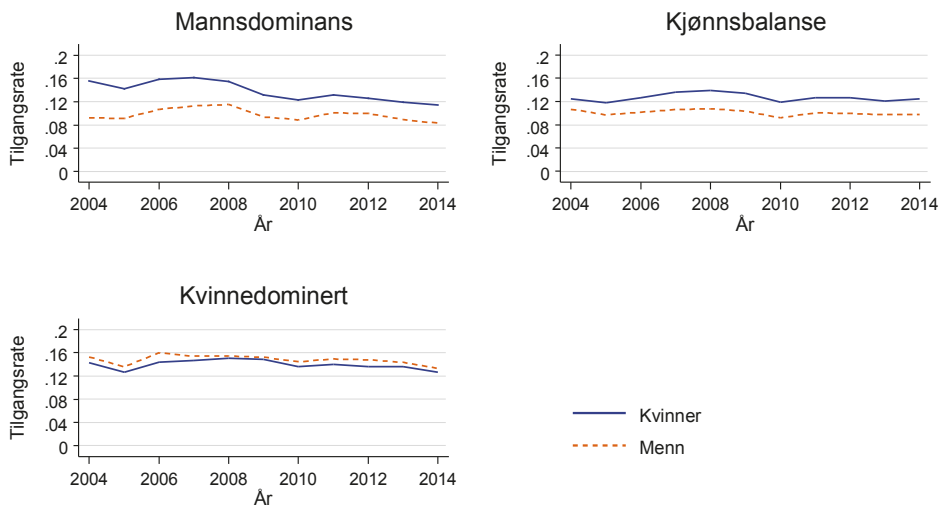 Mannsdominans
Tilgangsrate
.2
.16
.12
.08
.04
0
2004 2006 2008 2010 2012 2014
År
Kjønnsbalanse
Tilgangsrate
.2
.16
.12
.08
.04
0
2004 2006 2008 2010 2012 2014
År
Kvinnedominert
Tilgangsrate
.2
.16
.12
.08
.04
0
2004 2006 2008 2010 2012 2014
År
Kvinner
Menn